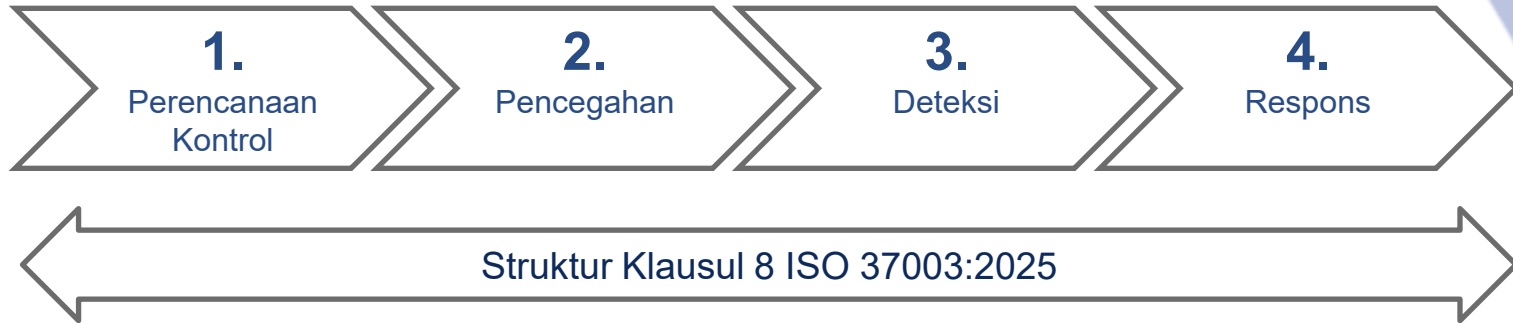 1.
Perencanaan
Kontrol
2.
Pencegahan
3.
Deteksi
4.
Respons
Struktur Klausul 8 ISO 37003:2025